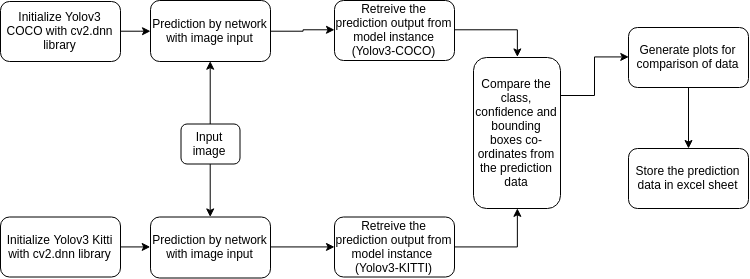 Initialize Yolov3
COCO with cv2.dnn
library
Prediction by network
with image input
Retreive the
prediction output from
model instance
(Yolov3-COCO)
Generate plots for
comparison of data
Compare the
class,
confidence and
bounding
boxes co-
ordinates from
the prediction
data
Input
image
Store the prediction
data in excel sheet
Initialize Yolov3 Kitti
with cv2.dnn library
Prediction by network
with image input
Retreive the
prediction output from
model instance
(Yolov3-KITTI)